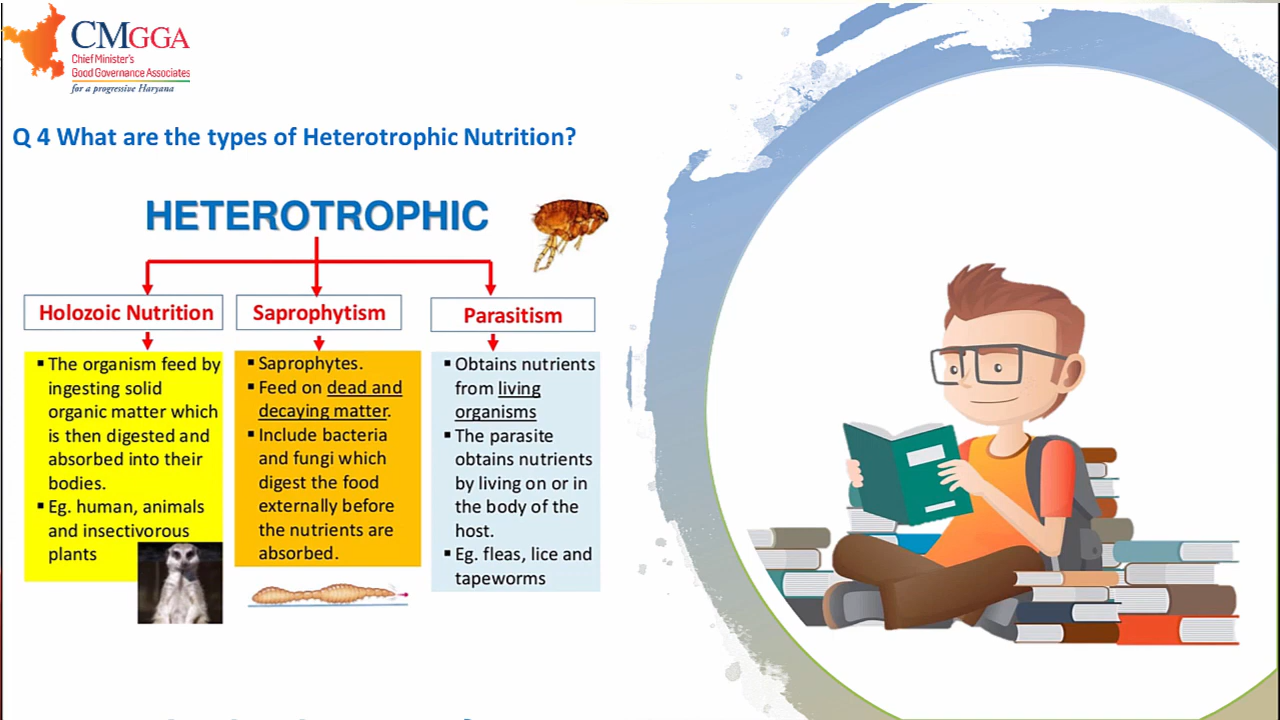 CMGGA
Chief Minister's
Good Governance Associates
for a progressive Haryana
Q 4 What are the types of Heterotrophic Nutrition?
HETEROTROPHIC
Holozoic Nutrition
▪ The organism feed by
ingesting solid
organic matter which
is then digested and
absorbed into their
bodies.
▪ Eg. human, animals
and insectivorous
plants
Saprophytism
▪ Saprophytes.
▪ Feed on dead and
decaying matter.
▪ Include bacteria
and fungi which
digest the food
externally before
the nutrients are
absorbed.
Parasitism
▪ Obtains nutrients
from living
organisms
▪ The parasite
obtains nutrients
by living on or in
the body of the
host.
▪ Eg. fleas, lice and
tapeworms